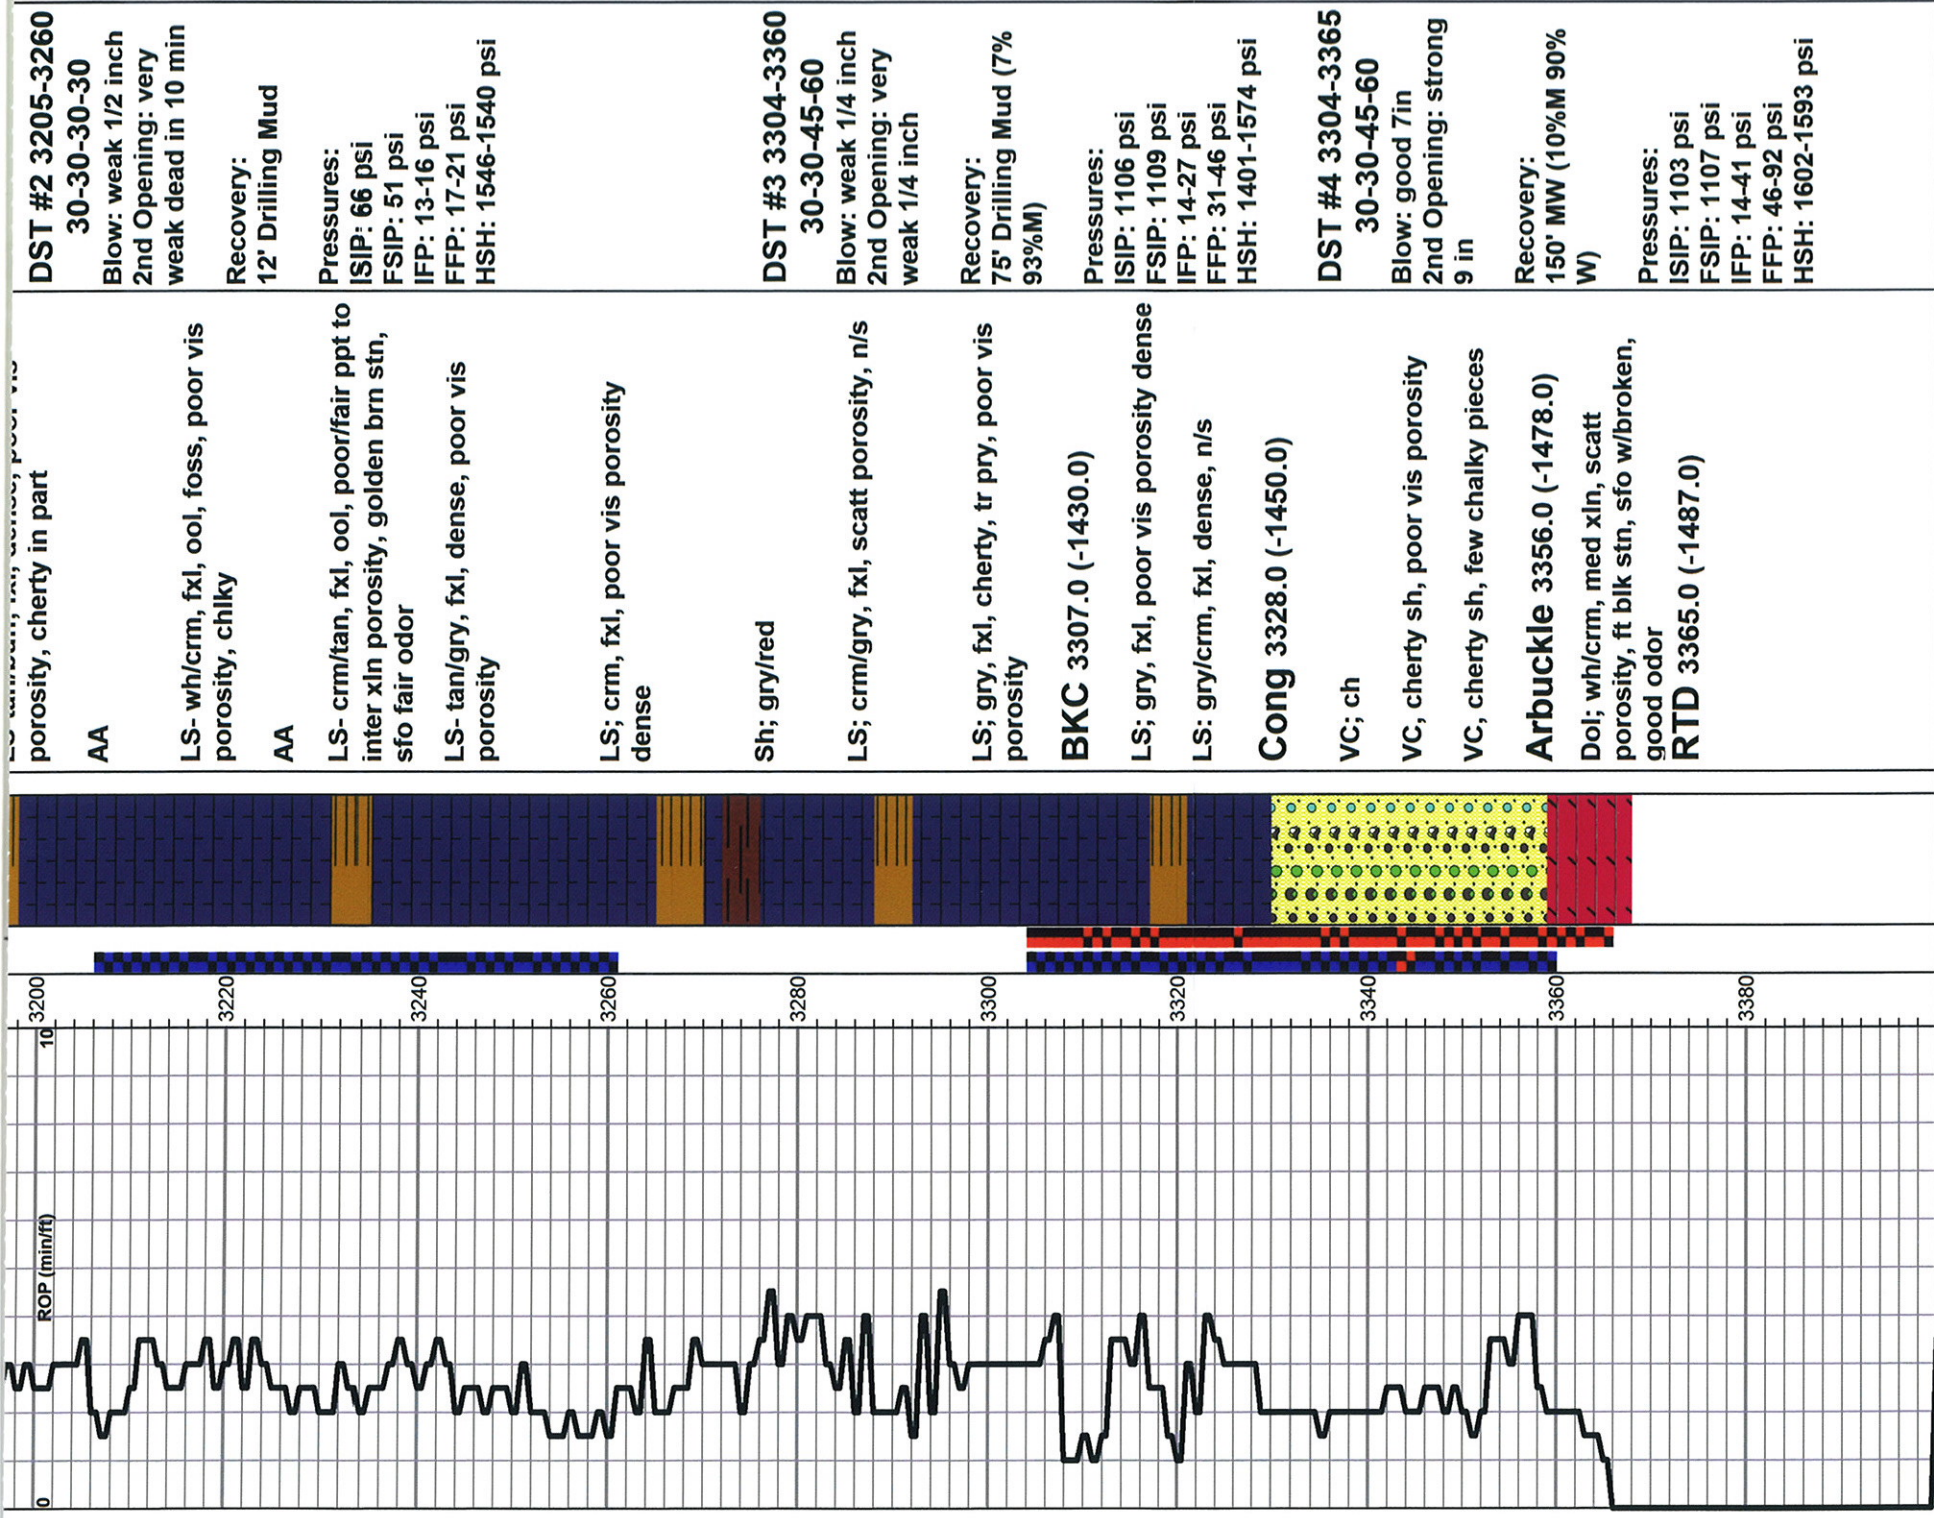 DST #2 3205-3260
30-30-30-30
Blow: weak 1/2 inch
2nd Opening: very
weak dead in 10 min
Recovery:
12' Drilling Mud
Pressures:
ISIP: 66 psi
FSIP: 51 psi
IFP: 13-16 psi
FFP: 17-21 psi
HSH: 1546-1540 psi
DST #3 3304-3360
30-30-45-60
Blow: weak 1/4 inch
2nd Opening: very
weak 1/4 inch
Recovery:
75' Drilling Mud (7%
93%M)
Pressures:
ISIP: 1106 psi
FSIP: 1109 psi
IFP: 14-27 psi
FFP: 31-46 psi
HSH: 1401-1574 psi
DST #4 3304-3365
30-30-45-60
Blow: good 7in
2nd Opening: strong
9 in
Recovery:
150' MW (10%M 90%
W)
Pressures:
ISIP: 1103 psi
FSIP: 1107 psi
IFP: 14-41 psi
FFP: 46-92 psi
HSH: 1602-1593 psi
porosity, cherty in part
AA
LS- wh/crm, fxl, ool, foss, poor vis
porosity, chlky
AA
LS- crm/tan, fxl, ool, poor/fair ppt to
inter xln porosity, golden brn stn,
sfo fair odor
LS- tan/gry, fxl, dense, poor vis
porosity
LS; crm, fxl, poor vis porosity
dense
Sh; gry/red
LS; crm/gry, fxl, scatt porosity, n/s
LS; gry, fxl, cherty, tr pry, poor vis
porosity
BKC 3307.0 (-1430.0)
LS; gry, fxl, poor vis porosity dense
LS: gry/crm, fxl, dense, n/s
Cong 3328.0 (-1450.0)
VC; ch
VC, cherty sh, poor vis porosity
VC, cherty sh, few chalky pieces
Arbuckle 3356.0 (-1478.0)
Dol; wh/crm, med xln, scatt
porosity, ft blk stn, sfo w/broken,
good odor
RTD 3365.0 (-1487.0)
3200
3220
3240
3260
3280
3300
3320
3340
3360
3380
0
ROP (min/ft)
10